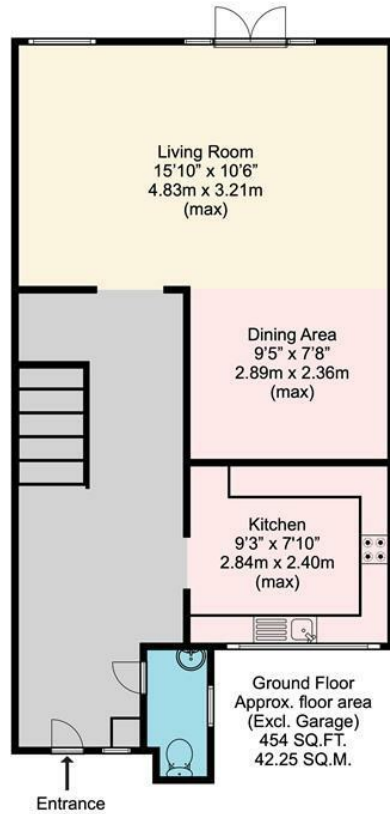 Living Room
15'10" x 10'6"
4.83m x 3.21m
(max)
Dining Area
9'5" x 7'8"
2.89m x 2.36m
(max)
Kitchen
9'3" x 7'10"
2.84m x 2.40m
(max)
Ground Floor
Approx. floor area
(Excl. Garage)
454 SQ.FT.
42.25 SQ.M.
Entrance